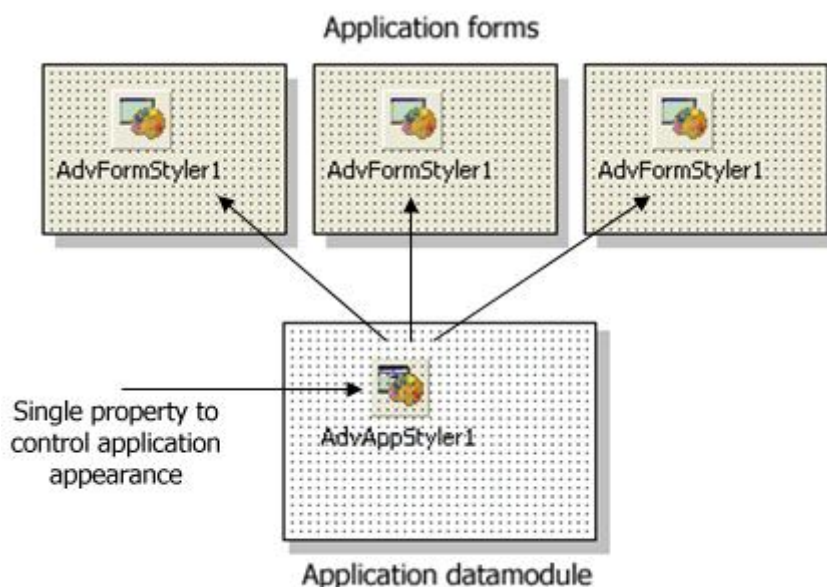 Application forms
AdvFormStyler1
AdvFormStyler1
AdvFormStyler1
Single property to
control application
appearance
AdvAppStyler1
Application datamodule